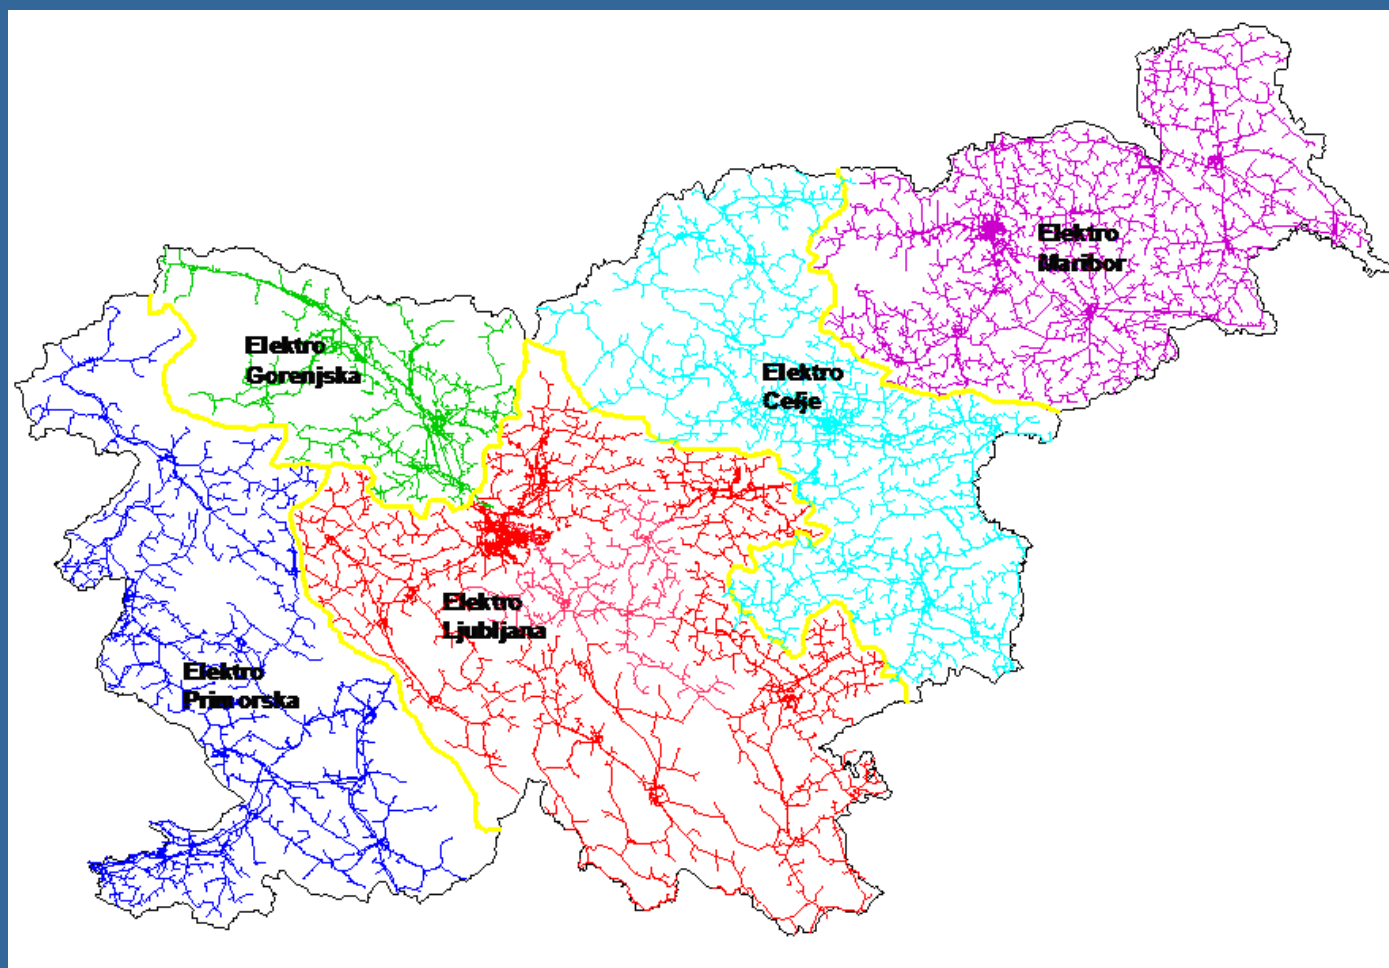 Elektro
Maribor
Elektro
Gorenjska
Elektro
Celje
Elektro
Ljubljana
Elektro
Primorska